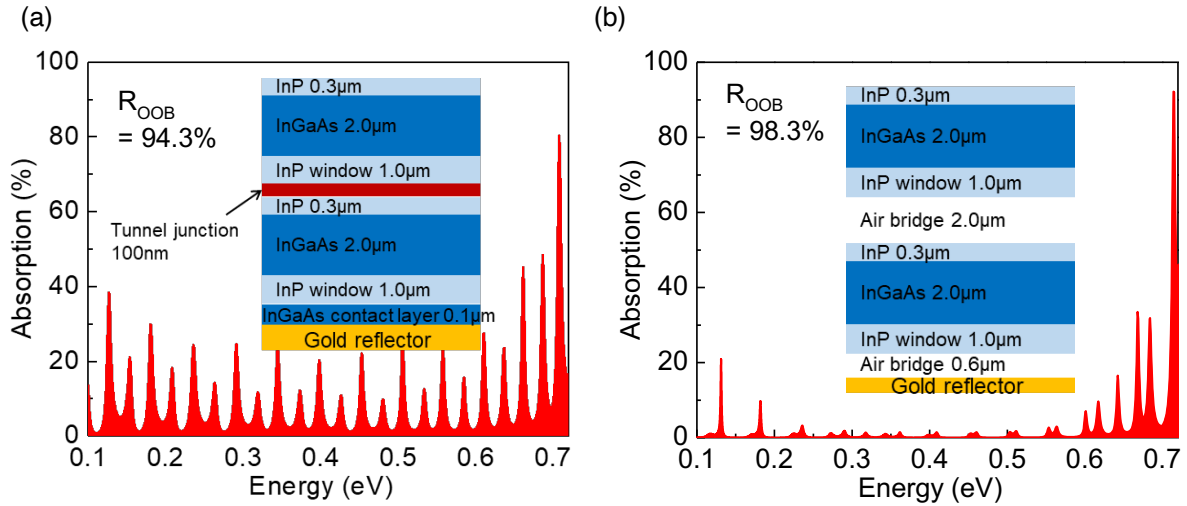 (a)
100
80
60
40
20
0
Absorption (%)
0.1 0.2 0.3 0.4 0.5 0.6 0.7
Energy (eV)
R_OOB
= 94.3%
InP 0.3μm
InGaAs 2.0μm
InP window 1.0μm
Tunnel junction
100nm
InP 0.3μm
InGaAs 2.0μm
InP window 1.0μm
InGaAs contact layer 0.1μm
Gold reflector
(b)
100
80
60
40
20
0
Absorption (%)
0.1 0.2 0.3 0.4 0.5 0.6 0.7
Energy (eV)
R_OOB
= 98.3%
InP 0.3μm
InGaAs 2.0μm
InP window 1.0μm
Air bridge 2.0μm
InP 0.3μm
InGaAs 2.0μm
InP window 1.0μm
Air bridge 0.6μm
Gold reflector